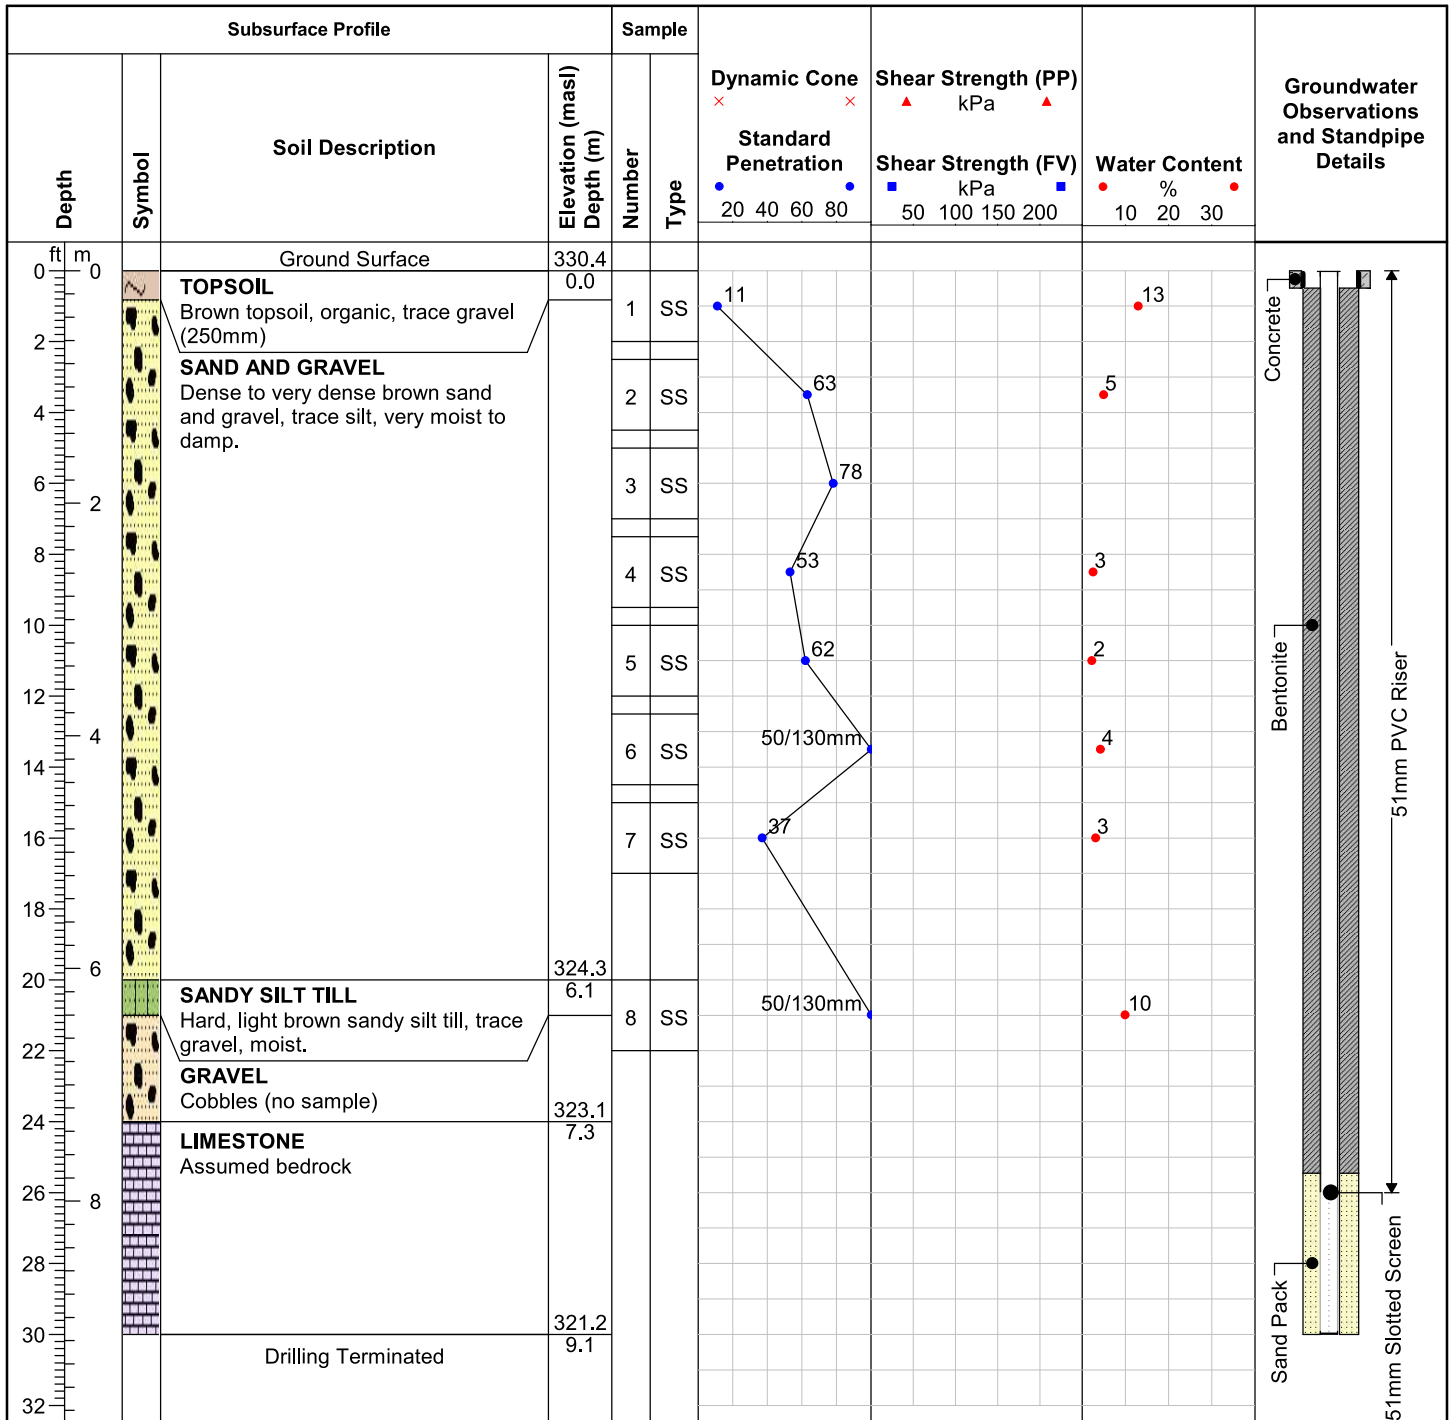 Subsurface Profile
Sample
Depth
Symbol
Soil Description
Elevation (masl)
Depth (m)
Number
Type
Dynamic Cone
Standard
Penetration
20 40 60 80
Shear Strength (PP)
kPa
Shear Strength (FV)
kPa
50 100 150 200
Water Content
%
10 20 30
Groundwater
Observations
and Standpipe
Details
ft m
0
2
4
6
8
10
12
14
16
18
20
22
24
26
28
30
32
0
2
4
6
8
Ground Surface
330.4
0.0
TOPSOIL
Brown topsoil, organic, trace gravel
(250mm)
SAND AND GRAVEL
Dense to very dense brown sand
and gravel, trace silt, very moist to
damp.
324.3
6.1
SANDY SILT TILL
Hard, light brown sandy silt till, trace
gravel, moist.
GRAVEL
Cobbles (no sample)
323.1
7.3
LIMESTONE
Assumed bedrock
321.2
9.1
Drilling Terminated
1 SS 11 13
2 SS 63 5
3 SS 78
4 SS 53 3
5 SS 62 2
6 SS 50/130mm 4
7 SS 37 3
8 SS 50/130mm 10
Concrete
Bentonite
51mm PVC Riser
Sand Pack
51mm Slotted Screen